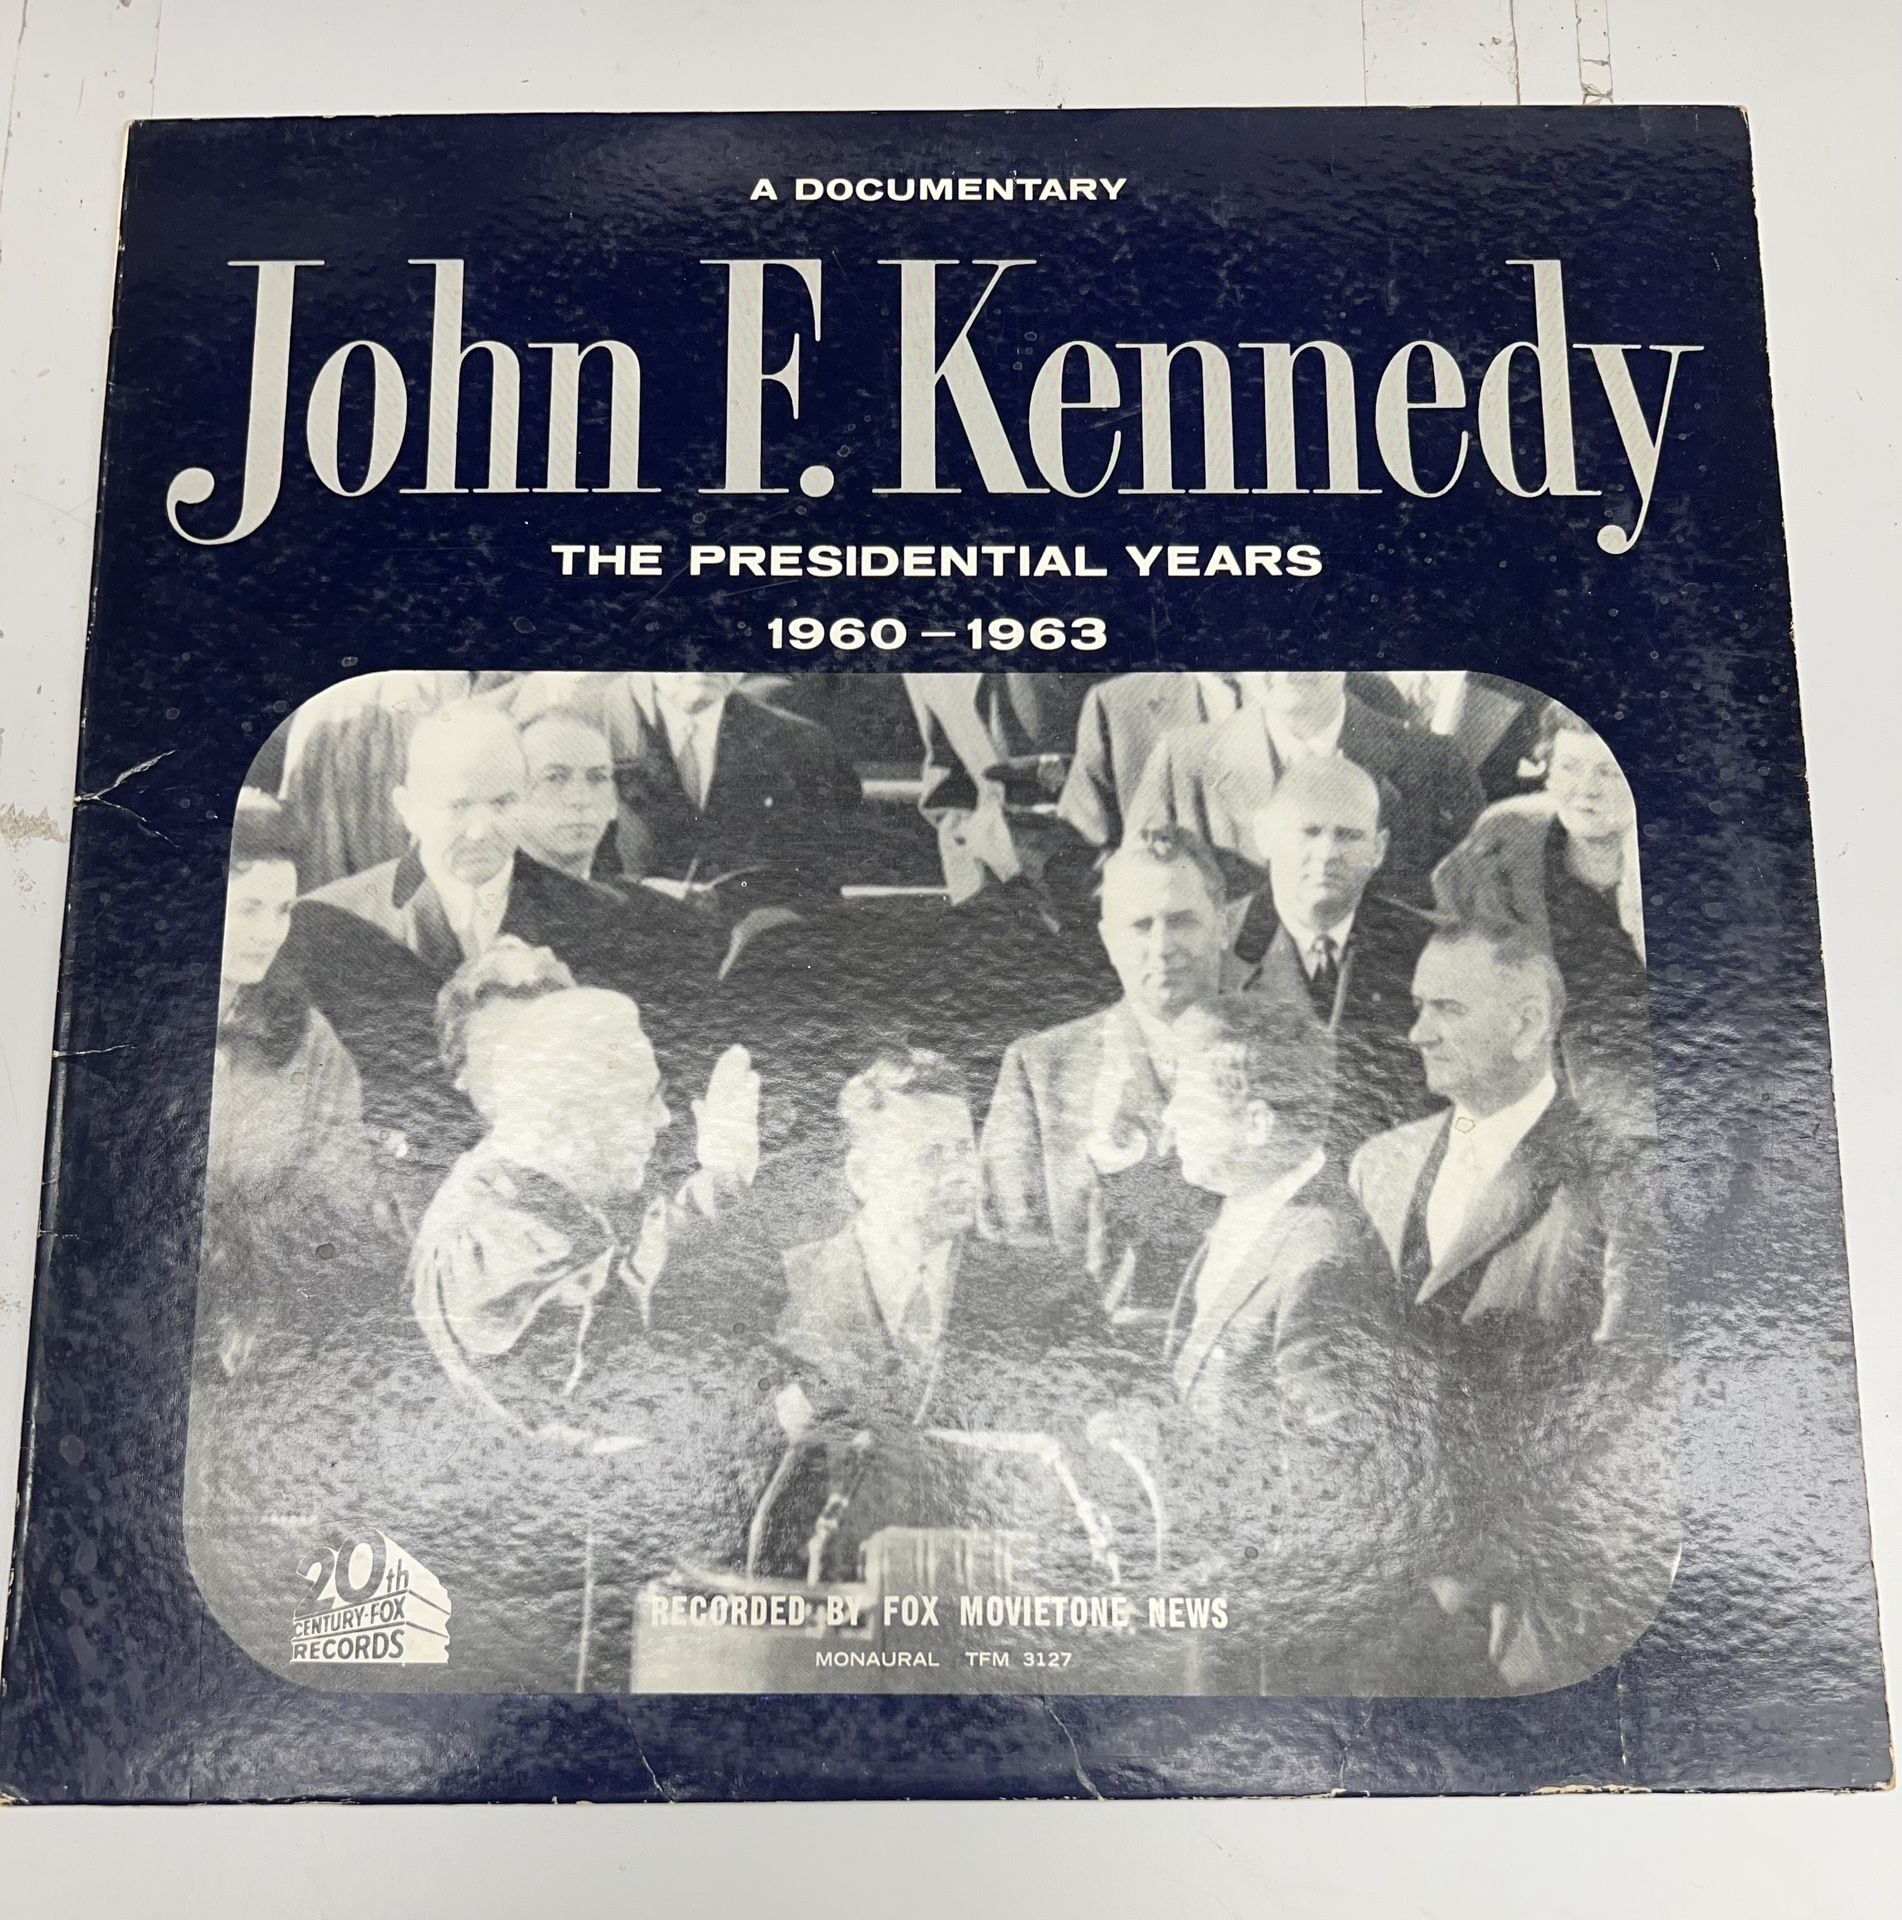 A DOCUMENTARY
John F. Kennedy
THE PRESIDENTIAL YEARS
1960 – 1963
20th
CENTURY-FOX
RECORDS
RECORDED BY FOX MOVIETONE NEWS
MONAURAL TFM 3127